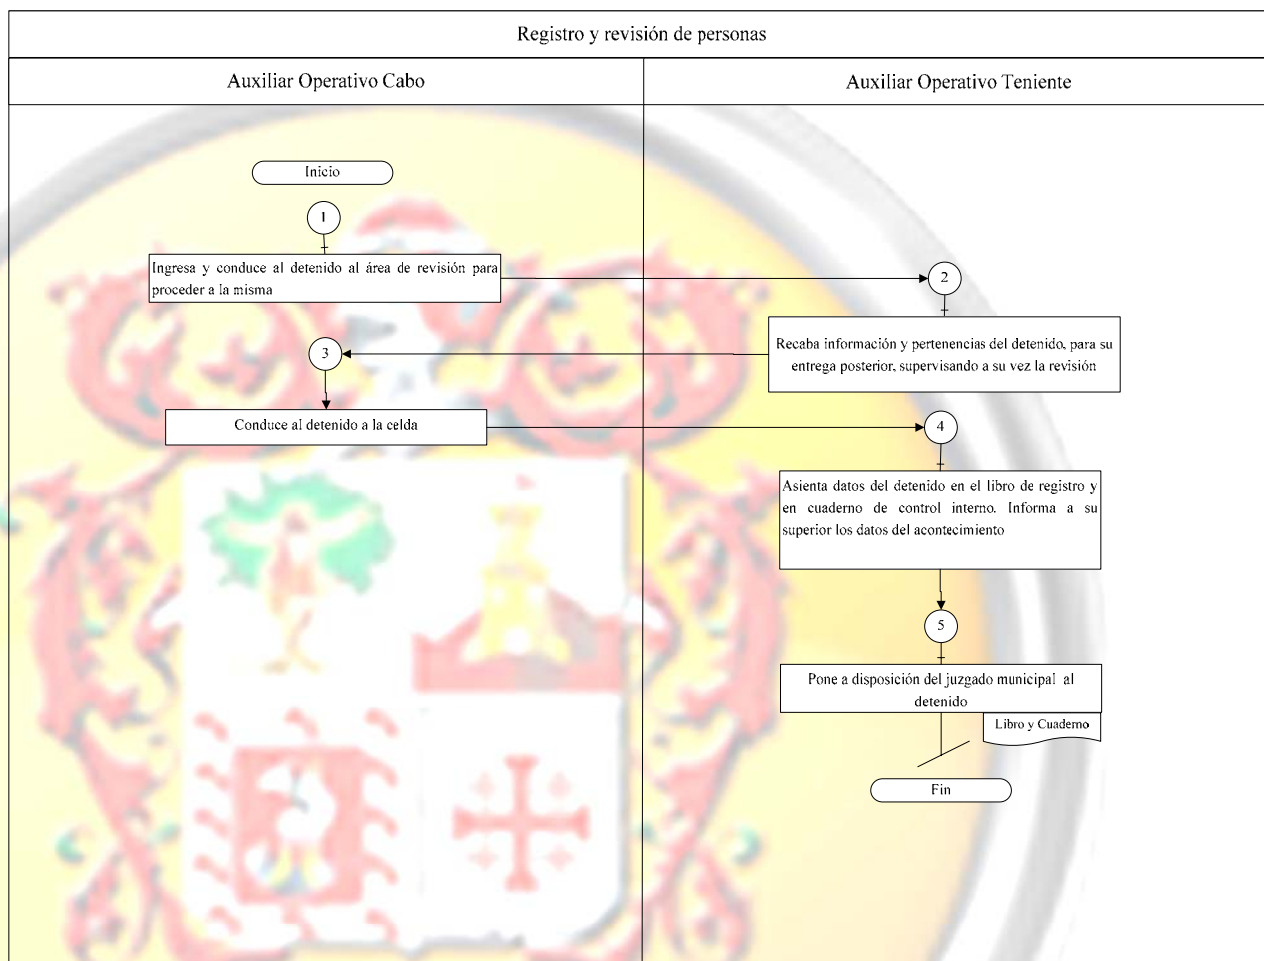 Registro y revisión de personas
Auxiliar Operativo Cabo
Auxiliar Operativo Teniente
Inicio
1
Ingresa y conduce al detenido al área de revisión para
proceder a la misma
2
Recaba información y pertenencias del detenido, para su
entrega posterior, supervisando a su vez la revisión
3
Conduce al detenido a la celda
4
Asienta datos del detenido en el libro de registro y
en cuaderno de control interno. Informa a su
superior los datos del acontecimiento
5
Pone a disposición del juzgado municipal al
detenido
Libro y Cuaderno
Fin